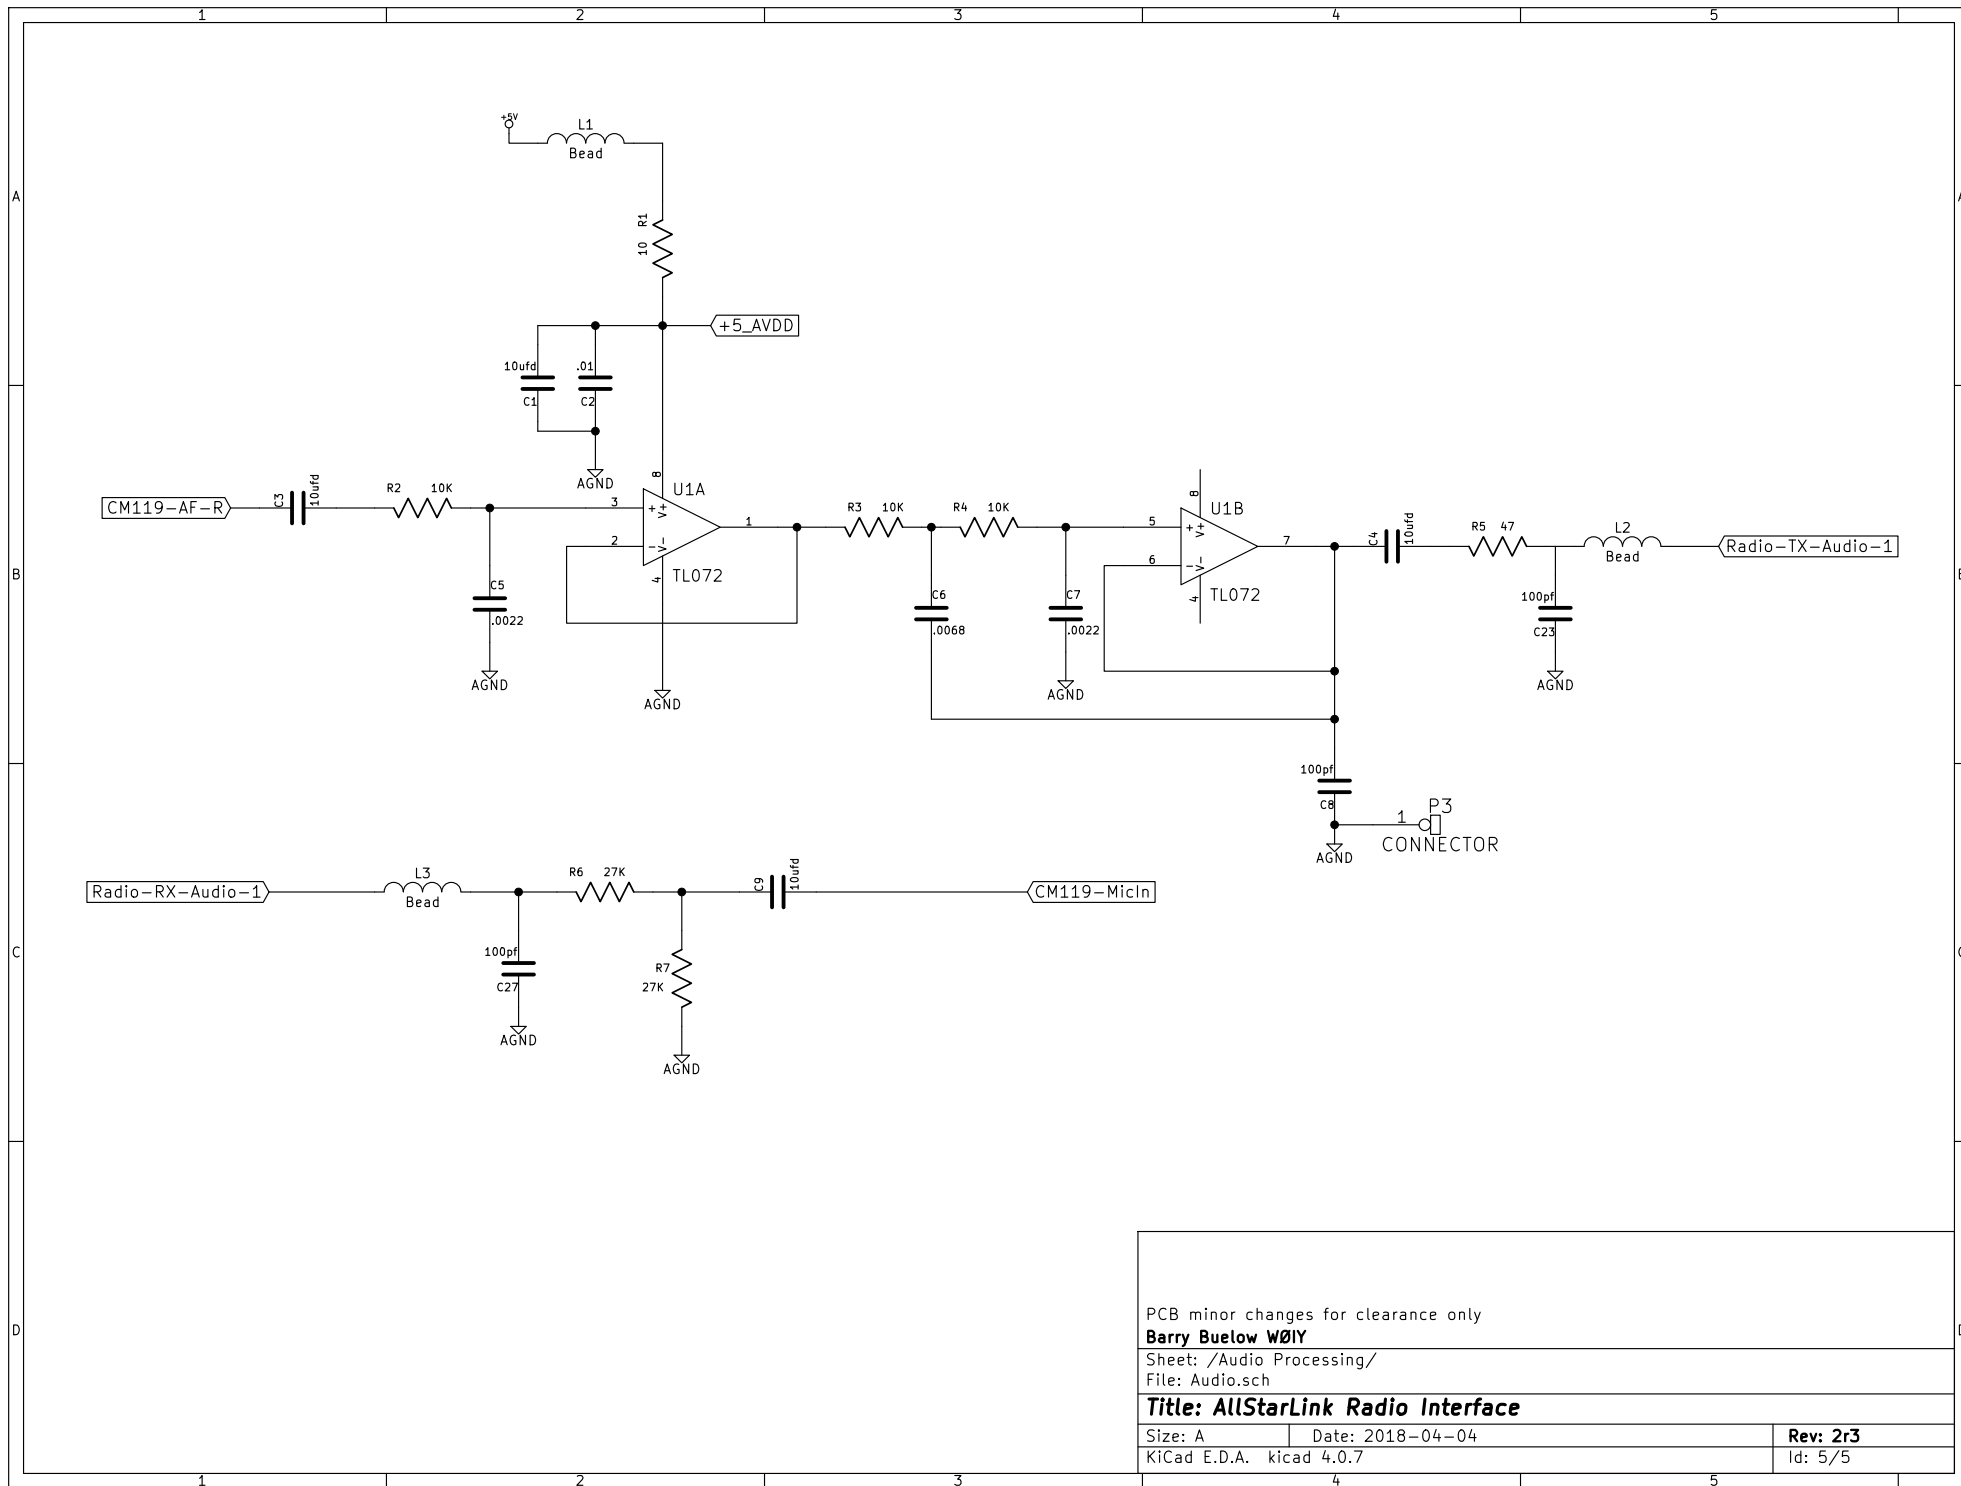 1 2 3 4 5
+5V
L1
Bead
A
R1
10
+5_AVDD
10ufd .01
C1 C2
AGND
CM119-AF-R
C3
10ufd
R2 10K
8
3
2
4
1
+
V+
-
V-
U1A
TL072
C5
.0022
AGND
AGND
R3 10K
R4 10K
C6
.0068
C7
.0022
AGND
8
5
6
4
7
+
V+
-
V-
U1B
TL072
C4
10ufd
R5 47
L2
Bead
Radio-TX-Audio-1
B
100pf
C23
AGND
100pf
C8
AGND
1
P3
CONNECTOR
Radio-RX-Audio-1
L3
Bead
R6 27K
C9
10ufd
CM119-MicIn
C
100pf
C27
AGND
R7
27K
AGND
D
PCB minor changes for clearance only
Barry Buelow WØIY
Sheet: /Audio Processing/
File: Audio.sch
Title: AllStarLink Radio Interface
Size: A Date: 2018-04-04 Rev: 2r3
KiCad E.D.A. kicad 4.0.7 Id: 5/5
1 2 3 4 5